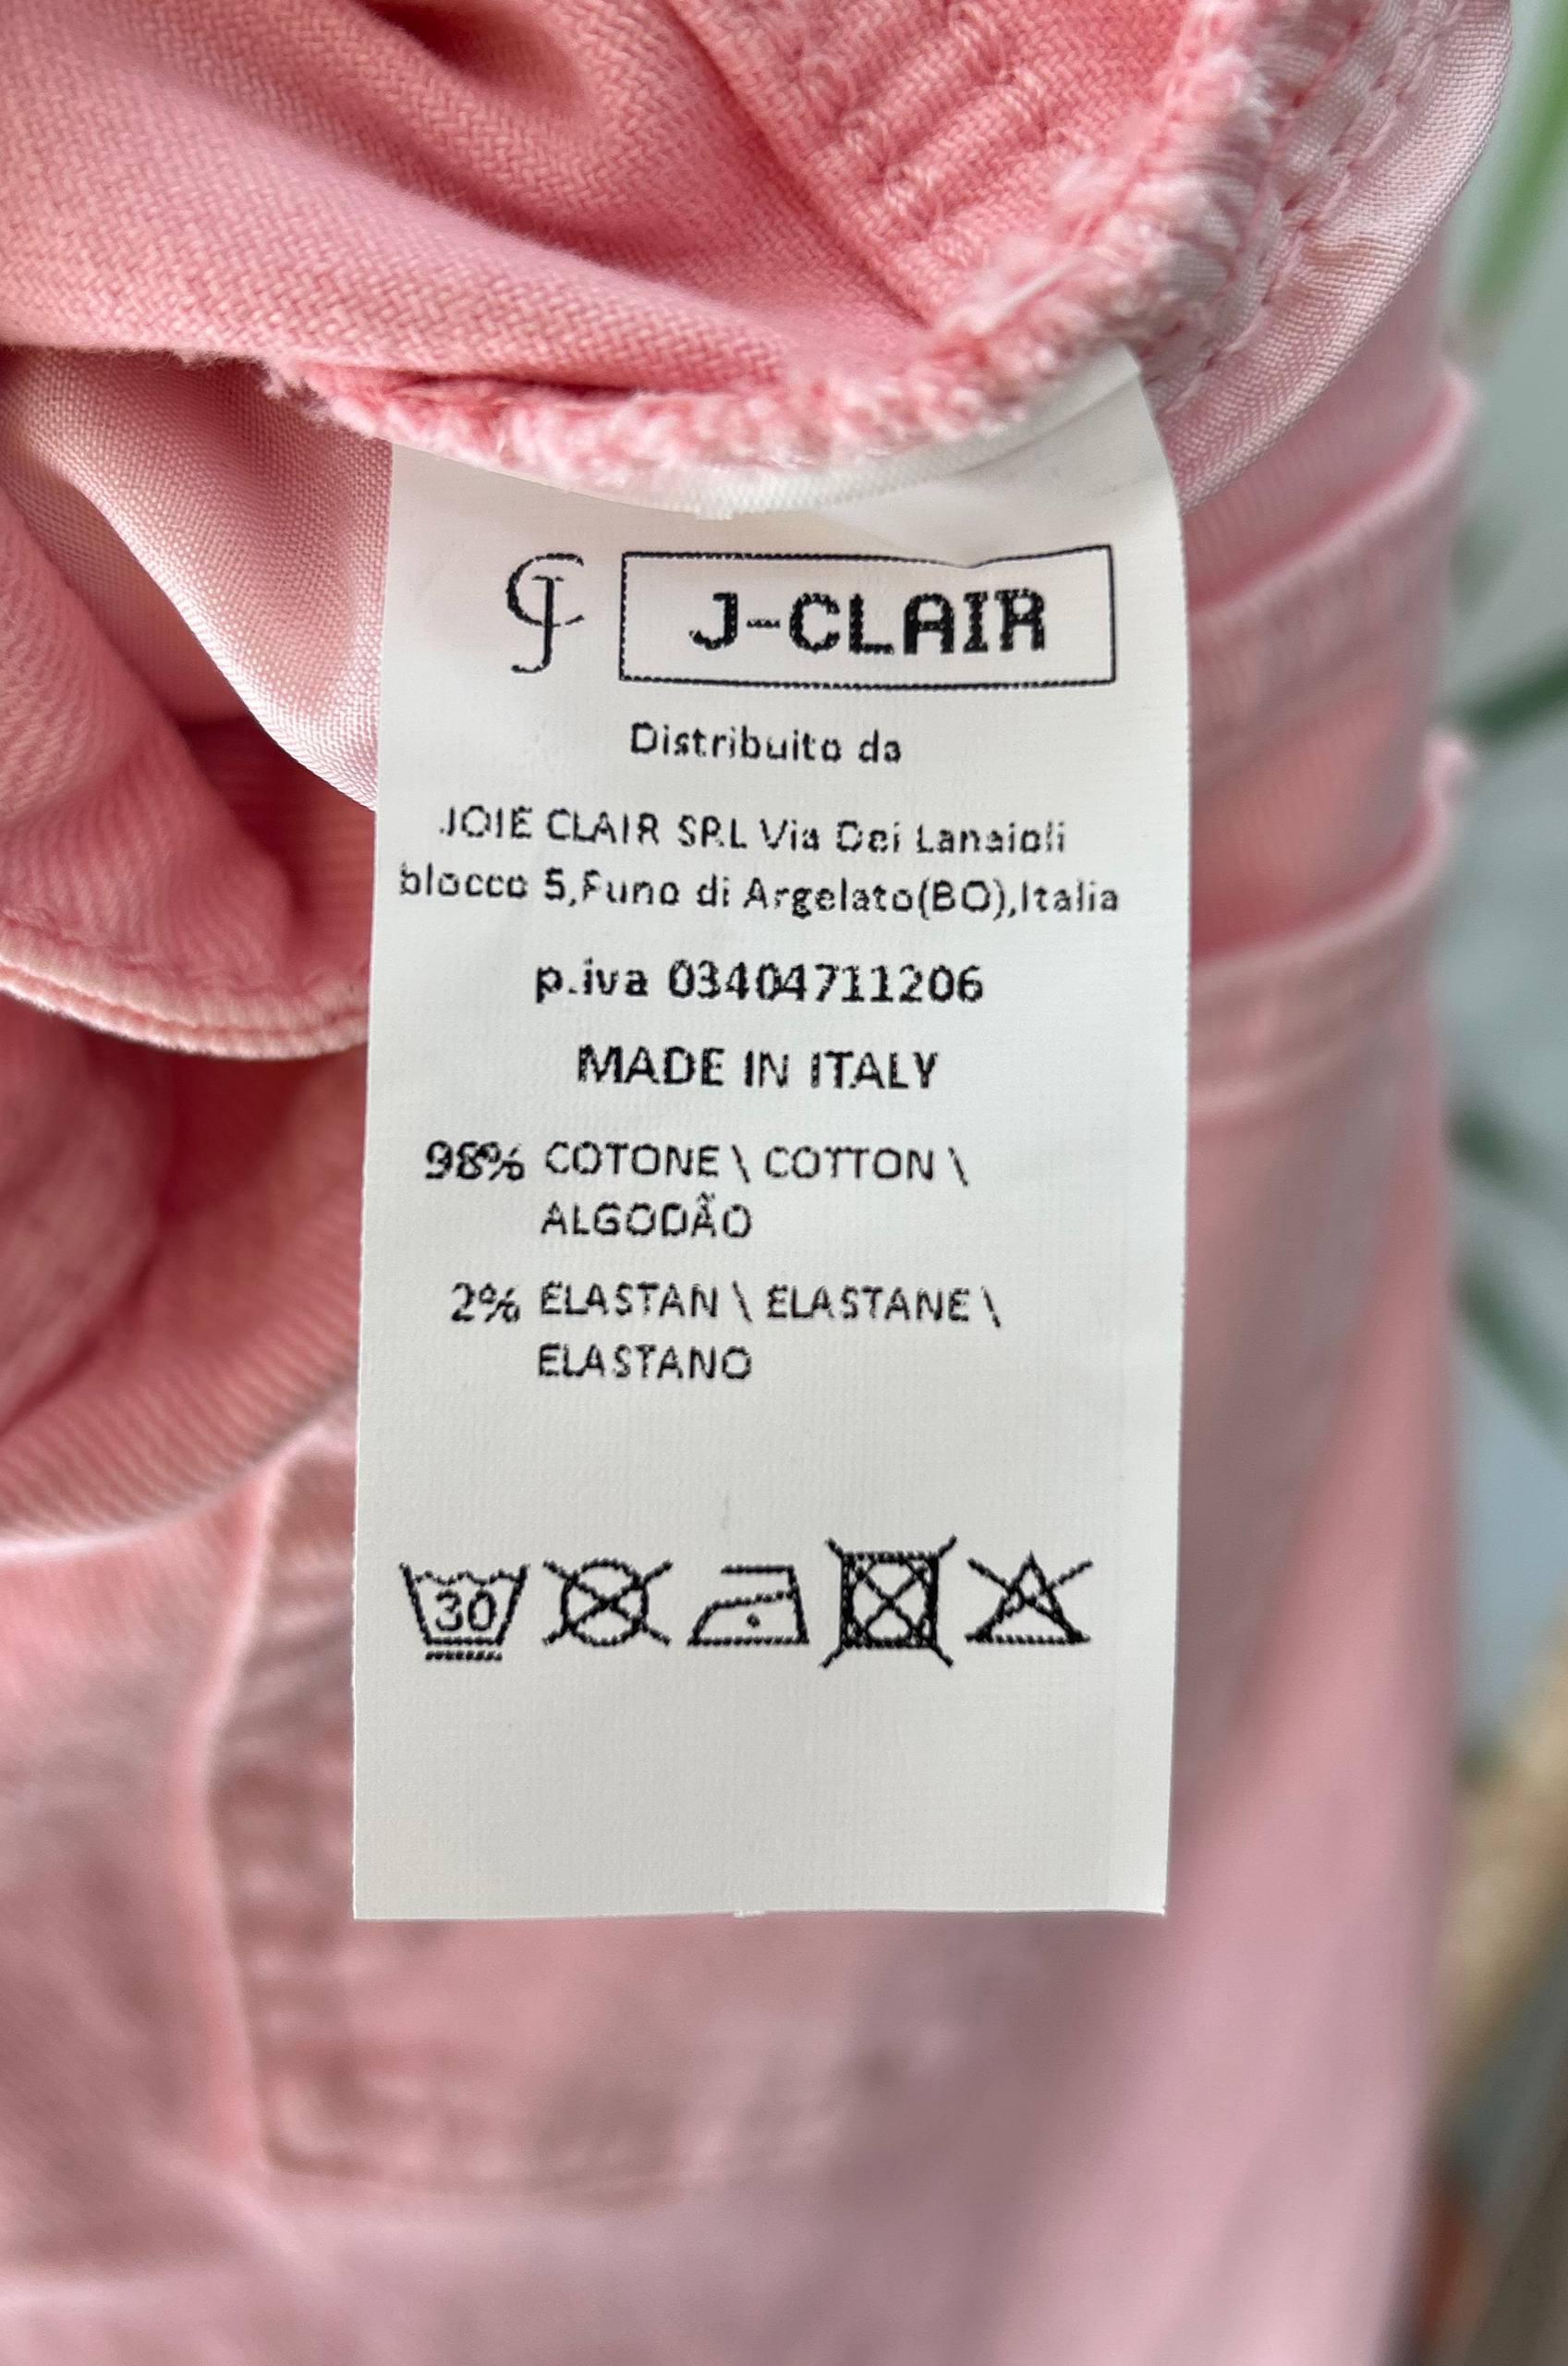 J-CLAIR
Distribuito da
JOIE CLAIR SRL Via Dei Lanaioli
blocco 5,Funo di Argelato(BO),Italia
p.iva 03404711206
MADE IN ITALY
98% COTONE \ COTTON \
ALGODÃO
2% ELASTAN \ ELASTANE \
ELASTANO
30